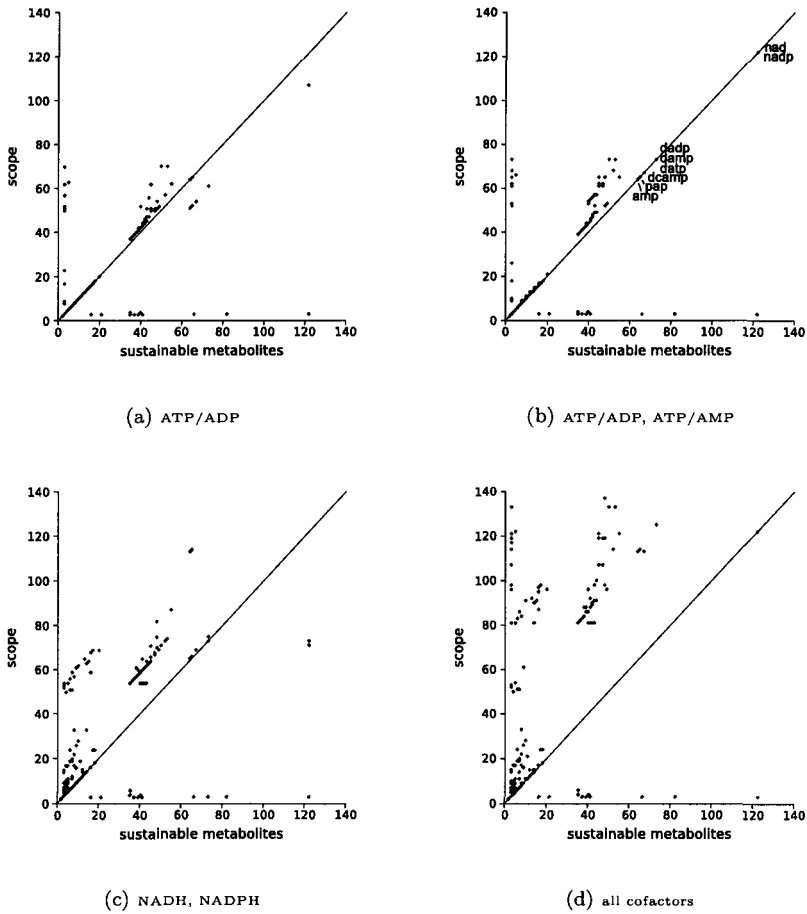 140
120
100
80
60
40
20
0
scope
0 20 40 60 80 100 120 140
sustainable metabolites
(a) ATP/ADP
140
120
100
80
60
40
20
0
scope
nad
nadp
dadp
damp
datp
dcamp
pap
amp
0 20 40 60 80 100 120 140
sustainable metabolites
(b) ATP/ADP, ATP/AMP
140
120
100
80
60
40
20
0
scope
0 20 40 60 80 100 120 140
sustainable metabolites
(c) NADH, NADPH
140
120
100
80
60
40
20
0
scope
0 20 40 60 80 100 120 140
sustainable metabolites
(d) all cofactors